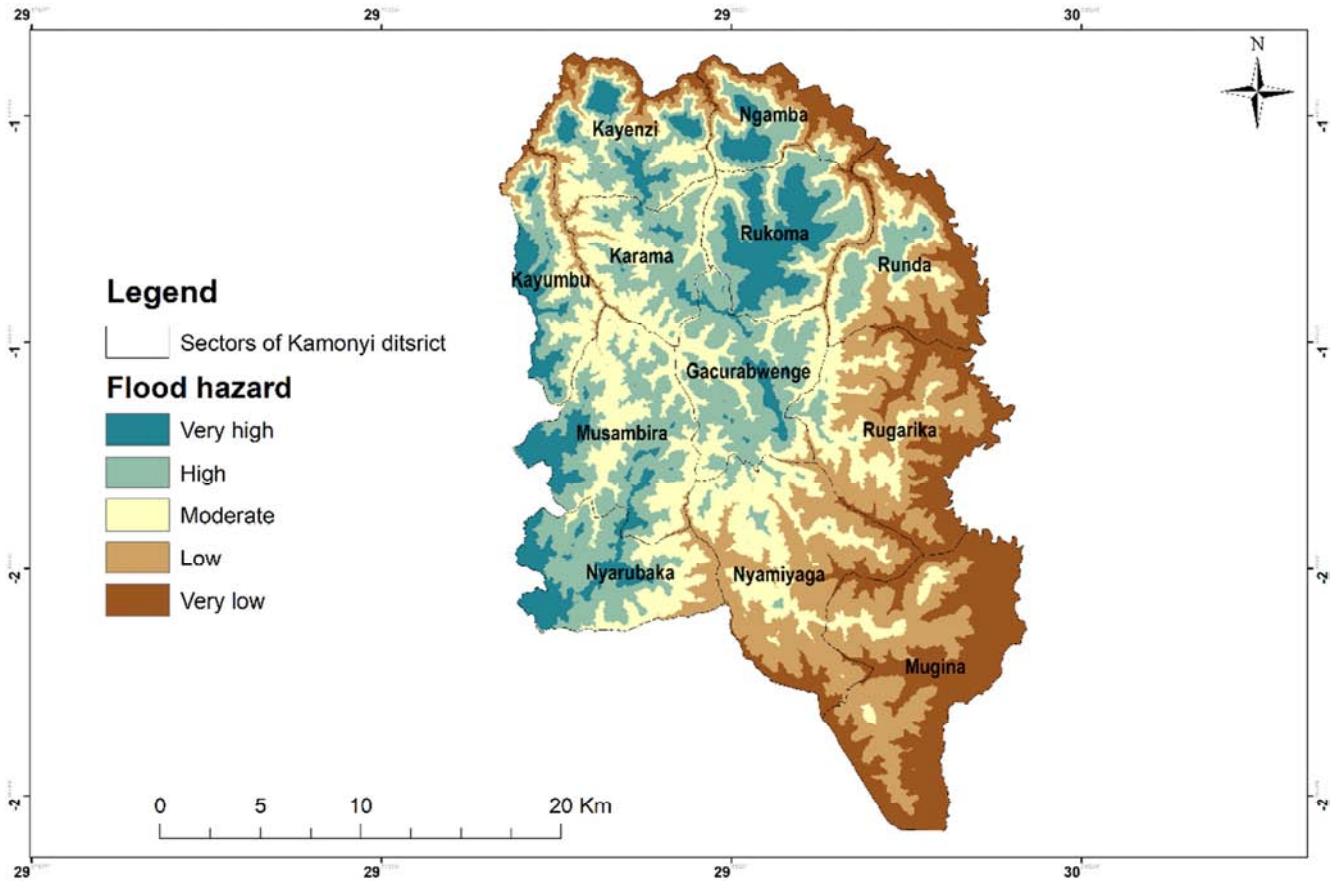 29 29 29 30
N
-1 -1
Ngamba
Kayenzi
Rukoma
Karama
Runda
Kayumbu
Legend
Sectors of Kamonyi ditsrict
-1 -1
Gacurabwenge
Flood hazard
Very high
Musambira
Rugarika
High
Moderate
Low
-2 -2
Nyarubaka
Nyamiyaga
Very low
Mugina
-2 -2
0 5 10 20 Km
29 29 29 30